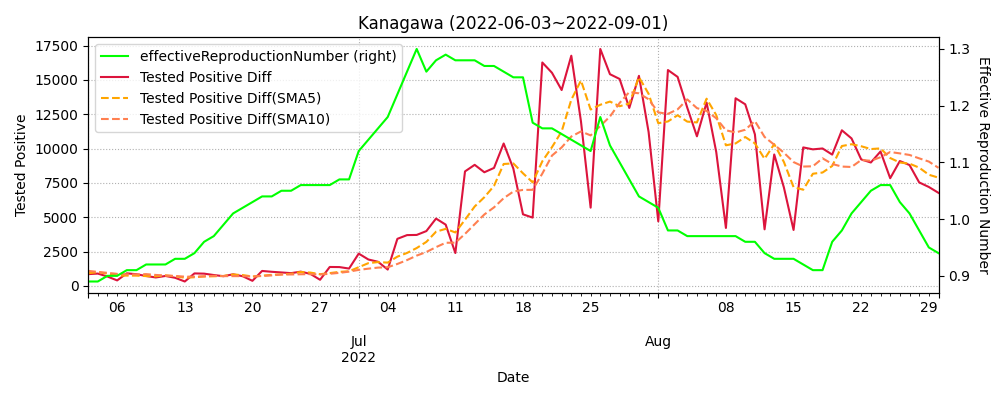 Kanagawa (2022-06-03~2022-09-01)
effectiveReproductionNumber (right)
Tested Positive Diff
Tested Positive Diff(SMA5)
Tested Positive Diff(SMA10)
Tested Positive
17500
15000
12500
10000
7500
5000
2500
0
Effective Reproduction Number
1.3
1.2
1.1
1.0
0.9
06 13 20 27 04 11 18 25 08 15 22 29
Jul Aug
2022
Date